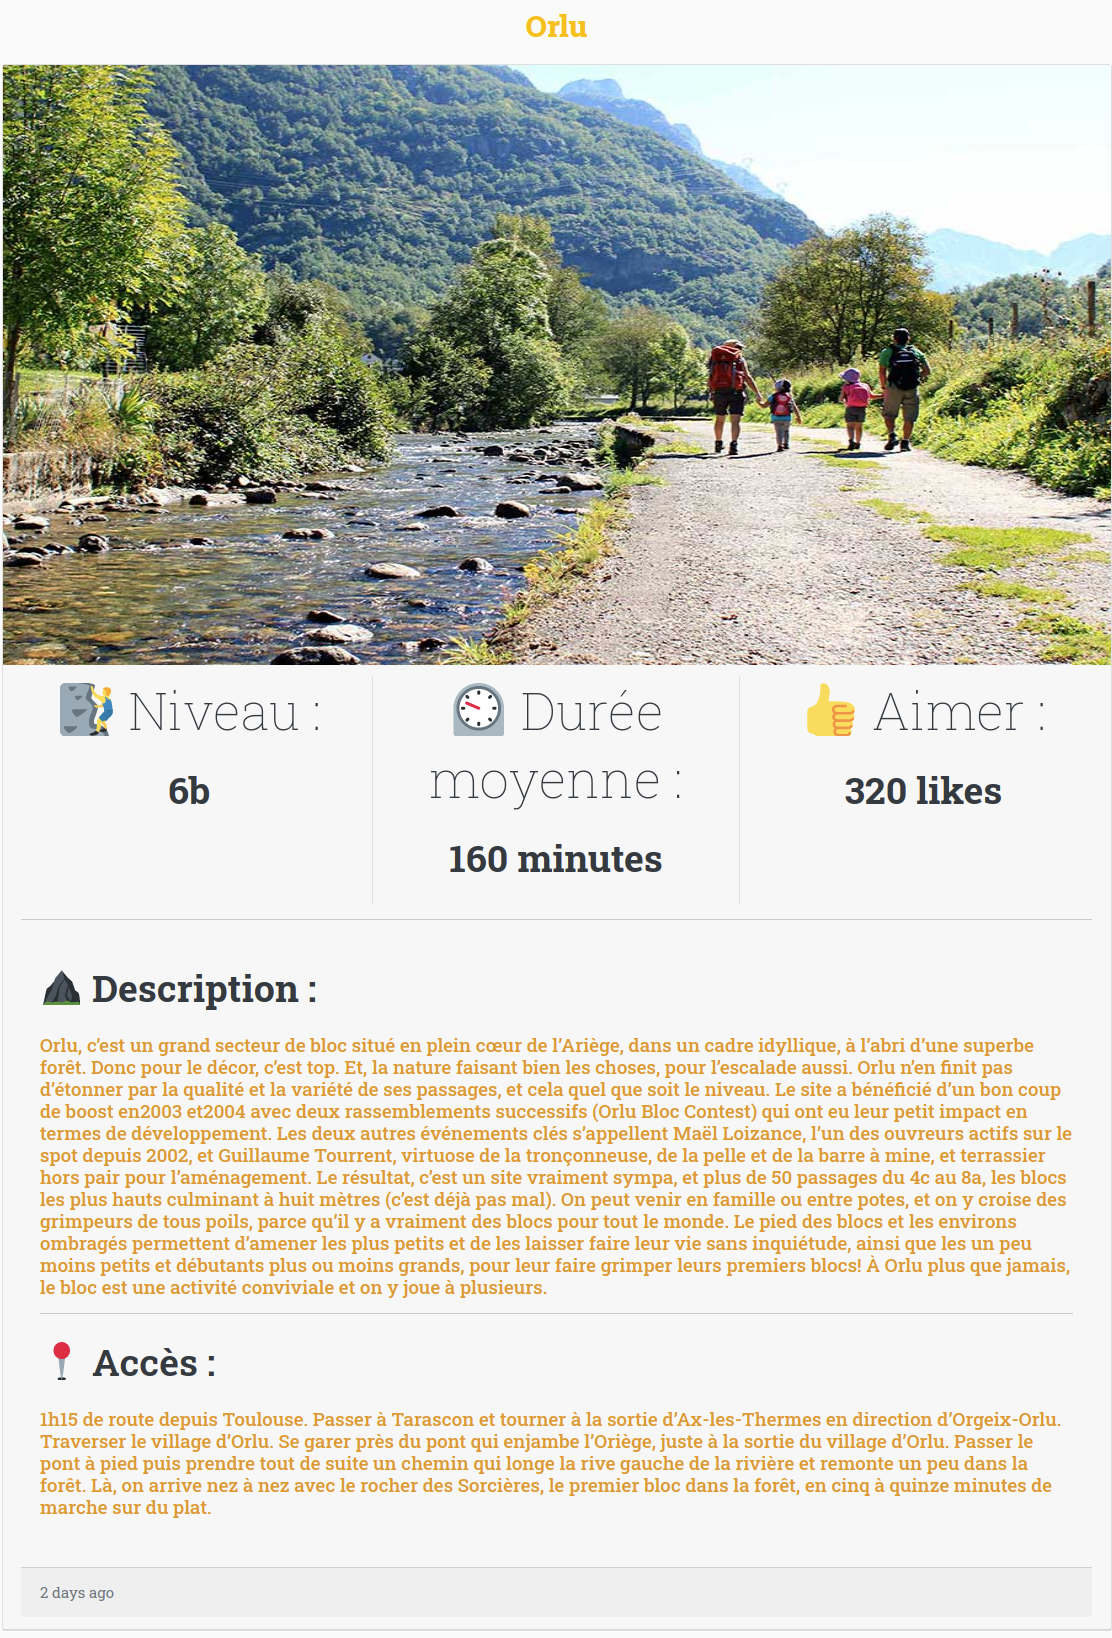 Orlu
Niveau :
6b
Durée
moyenne :
160 minutes
Aimer :
320 likes
Description :
Orlu, c’est un grand secteur de bloc situé en plein cœur de l’Ariège, dans un cadre idyllique, à l’abri d’une superbe
forêt. Donc pour le décor, c’est top. Et, la nature faisant bien les choses, pour l’escalade aussi. Orlu n’en finit pas
d’étonner par la qualité et la variété de ses passages, et cela quel que soit le niveau. Le site a bénéficié d’un bon coup
de boost en2003 et2004 avec deux rassemblements successifs (Orlu Bloc Contest) qui ont eu leur petit impact en
termes de développement. Les deux autres événements clés s’appellent Maël Loizance, l’un des ouvreurs actifs sur le
spot depuis 2002, et Guillaume Tourrent, virtuose de la tronçonneuse, de la pelle et de la barre à mine, et terrassier
hors pair pour l’aménagement. Le résultat, c’est un site vraiment sympa, et plus de 50 passages du 4c au 8a, les blocs
les plus hauts culminant à huit mètres (c’est déjà pas mal). On peut venir en famille ou entre potes, et on y croise des
grimpeurs de tous poils, parce qu’il y a vraiment des blocs pour tout le monde. Le pied des blocs et les environs
ombragés permettent d’amener les plus petits et de les laisser faire leur vie sans inquiétude, ainsi que les un peu
moins petits et débutants plus ou moins grands, pour leur faire grimper leurs premiers blocs! À Orlu plus que jamais,
le bloc est une activité conviviale et on y joue à plusieurs.
Accès :
1h15 de route depuis Toulouse. Passer à Tarascon et tourner à la sortie d’Ax-les-Thermes en direction d’Orgeix-Orlu.
Traverser le village d’Orlu. Se garer près du pont qui enjambe l’Oriège, juste à la sortie du village d’Orlu. Passer le
pont à pied puis prendre tout de suite un chemin qui longe la rive gauche de la rivière et remonte un peu dans la
forêt. Là, on arrive nez à nez avec le rocher des Sorcières, le premier bloc dans la forêt, en cinq à quinze minutes de
marche sur du plat.
2 days ago